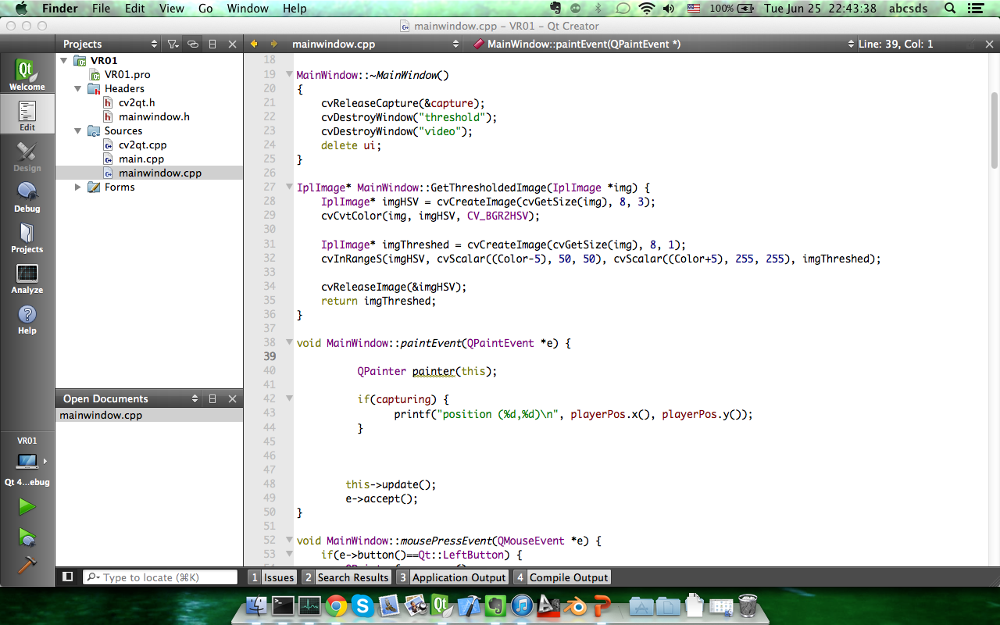 Finder File Edit View Go Window Help 100% Tue Jun 25 22:43:38 abcsds
mainwindow.cpp – VR01 – Qt Creator
Projects mainwindow.cpp MainWindow::paintEvent(QPaintEvent *) Line: 39, Col: 1
Welcome
Edit
Design
Debug
Projects
Analyze
Help
VR01
Qt 4...ebug
VR01
VR01.pro
Headers
cv2qt.h
mainwindow.h
Sources
cv2qt.cpp
main.cpp
mainwindow.cpp
Forms
Open Documents
mainwindow.cpp
18
19 MainWindow::~MainWindow()
20 {
21 cvReleaseCapture(&capture);
22 cvDestroyWindow("threshold");
23 cvDestroyWindow("video");
24 delete ui;
25 }
26
27 IplImage* MainWindow::GetThresholdedImage(IplImage *img) {
28 IplImage* imgHSV = cvCreateImage(cvGetSize(img), 8, 3);
29 cvCvtColor(img, imgHSV, CV_BGR2HSV);
30
31 IplImage* imgThreshed = cvCreateImage(cvGetSize(img), 8, 1);
32 cvInRangeS(imgHSV, cvScalar((Color-5), 50, 50), cvScalar((Color+5), 255, 255), imgThreshed);
33
34 cvReleaseImage(&imgHSV);
35 return imgThreshed;
36 }
37
38 void MainWindow::paintEvent(QPaintEvent *e) {
39
40 QPainter painter(this);
41
42 if(capturing) {
43 printf("position (%d,%d)\n", playerPos.x(), playerPos.y());
44 }
45
46
47
48 this->update();
49 e->accept();
50 }
51
52 void MainWindow::mousePressEvent(QMouseEvent *e) {
53 if(e->button()==Qt::LeftButton) {
Type to locate (⌘K) 1 Issues 2 Search Results 3 Application Output 4 Compile Output